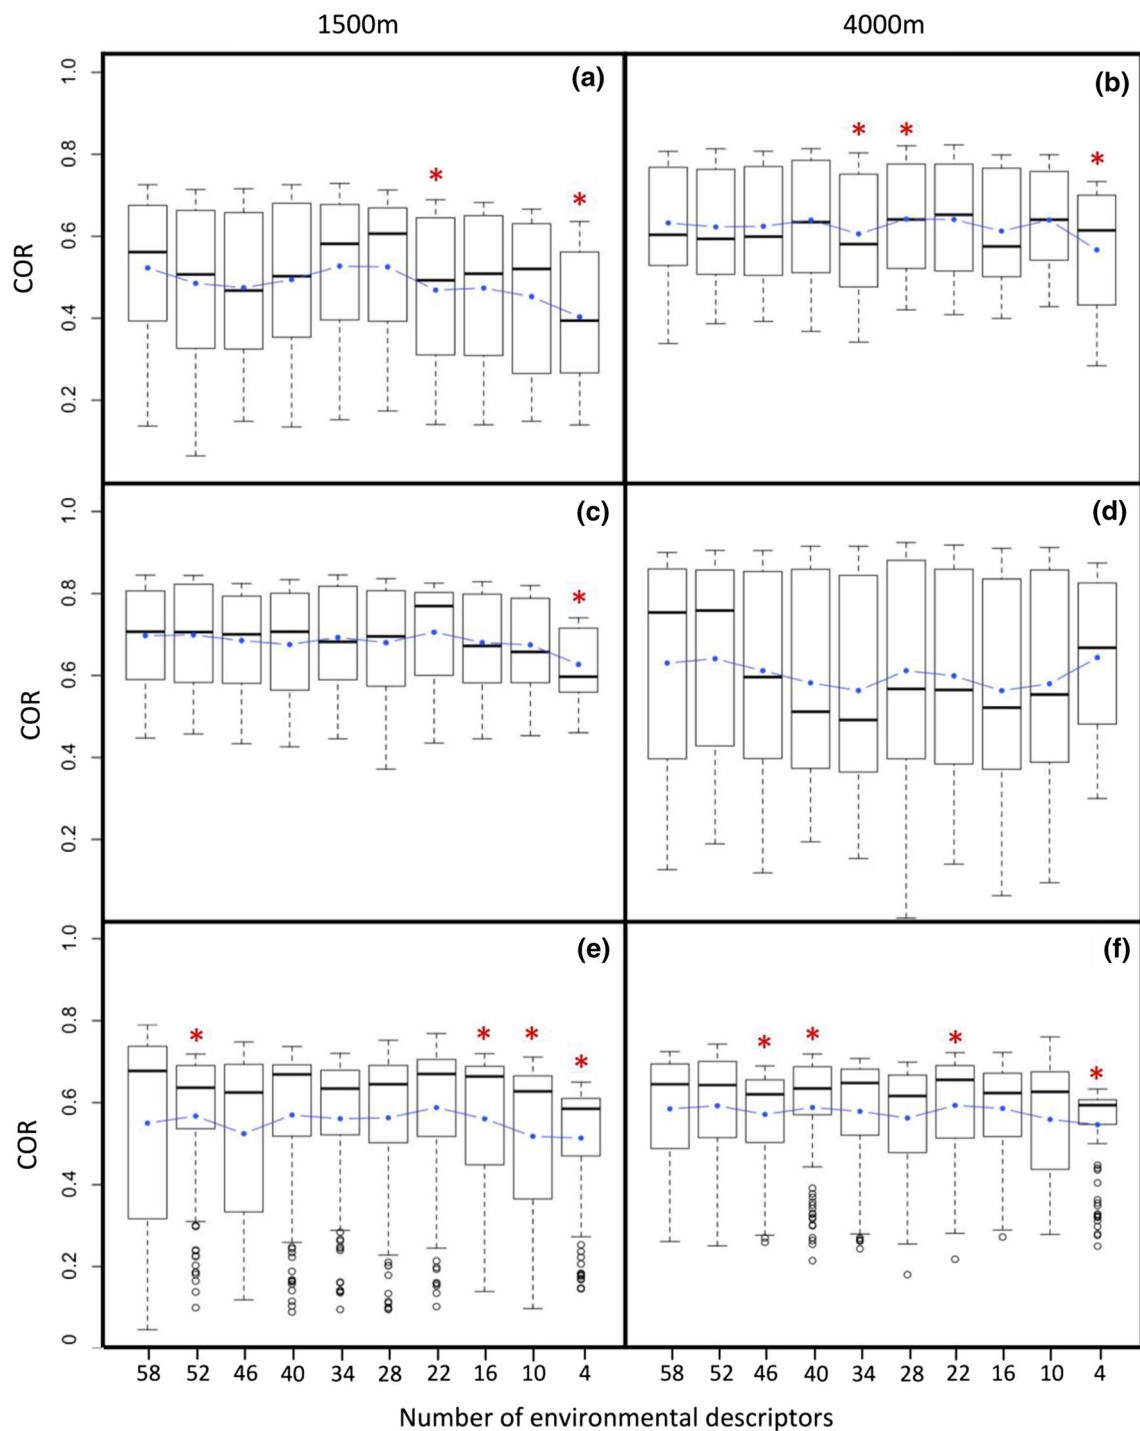 1500m 4000m
(a) (b)
COR 1.0 0.8 0.6 0.4 0.2
* *
* * *
(c) (d)
COR 1.0 0.8 0.6 0.4 0.2
*
(e) (f)
COR 1.0 0.8 0.6 0.4 0.2 0
* * * *
* * * *
58 52 46 40 34 28 22 16 10 4 58 52 46 40 34 28 22 16 10 4
Number of environmental descriptors